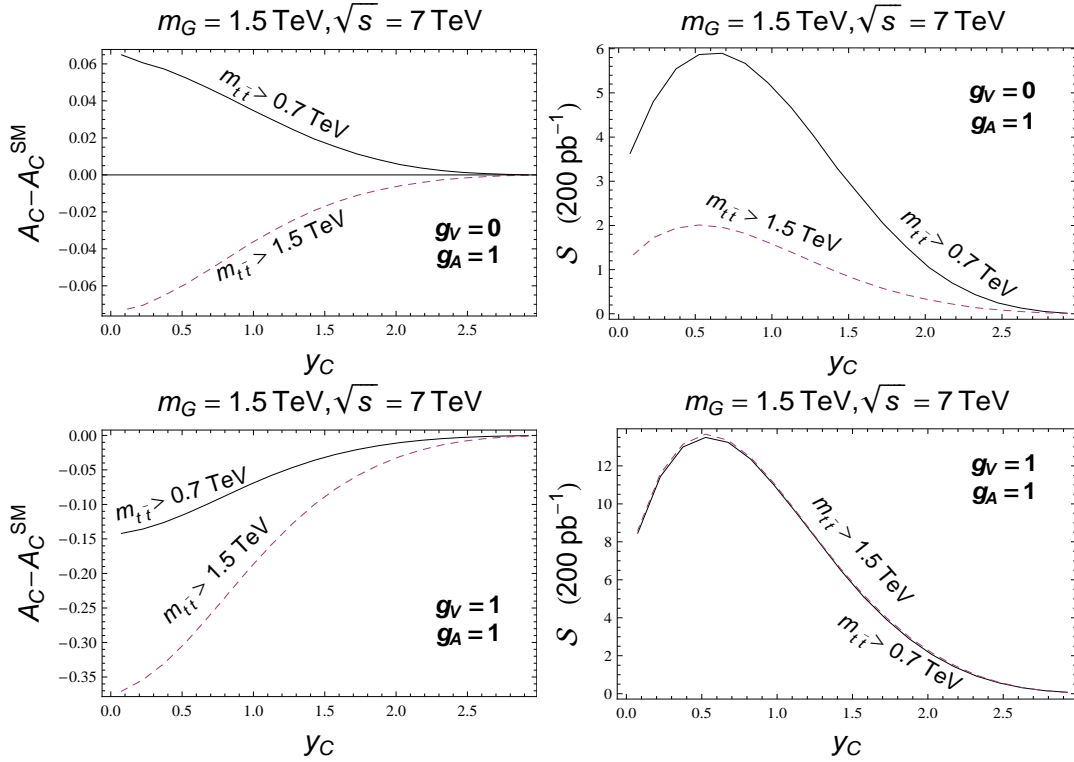 m_G = 1.5 TeV, √s = 7 TeV
A_C−A_C^SM
0.06
0.04
0.02
0.00
−0.02
−0.04
−0.06
m_{t t̄} > 0.7 TeV
m_{t t̄} > 1.5 TeV
g_V = 0
g_A = 1
0.0 0.5 1.0 1.5 2.0 2.5
y_C
m_G = 1.5 TeV, √s = 7 TeV
S (200 pb^−1)
6
5
4
3
2
1
0
g_V = 0
g_A = 1
m_{t t̄} > 1.5 TeV
m_{t t̄} > 0.7 TeV
0.0 0.5 1.0 1.5 2.0 2.5
y_C
m_G = 1.5 TeV, √s = 7 TeV
A_C−A_C^SM
0.00
−0.05
−0.10
−0.15
−0.20
−0.25
−0.30
−0.35
m_{t t̄} > 0.7 TeV
m_{t t̄} > 1.5 TeV
g_V = 1
g_A = 1
0.0 0.5 1.0 1.5 2.0 2.5
y_C
m_G = 1.5 TeV, √s = 7 TeV
S (200 pb^−1)
12
10
8
6
4
2
0
g_V = 1
g_A = 1
m_{t t̄} > 1.5 TeV
m_{t t̄} > 0.7 TeV
0.0 0.5 1.0 1.5 2.0 2.5
y_C